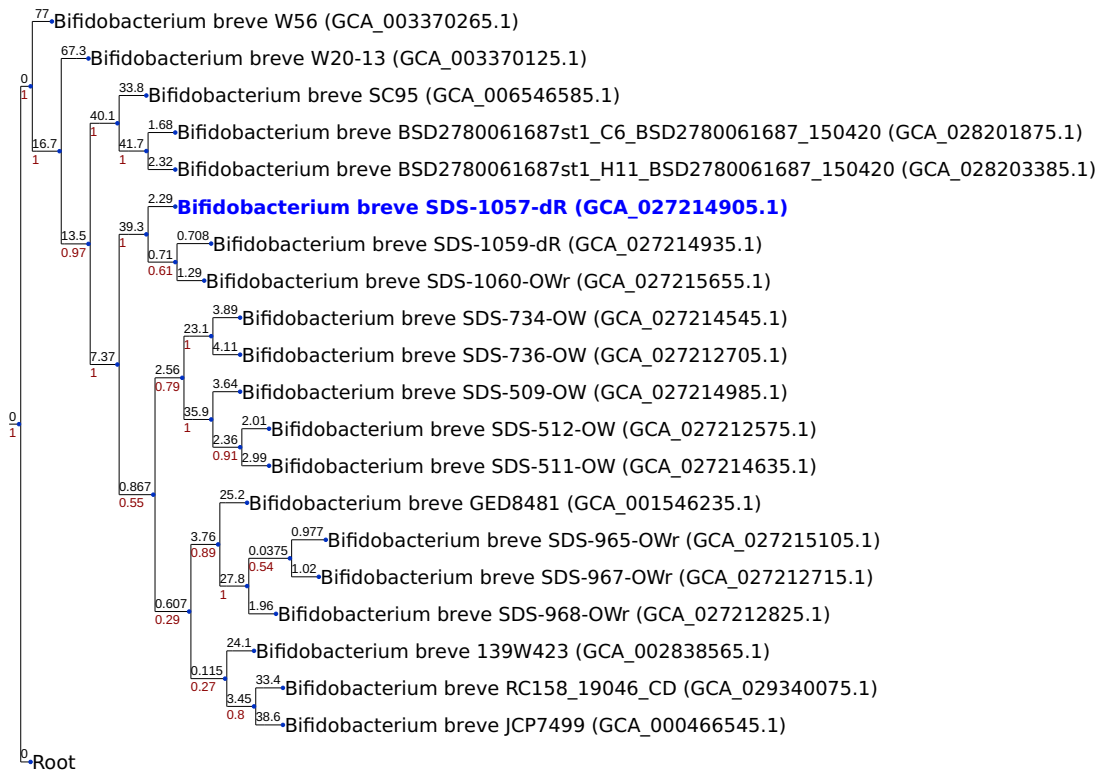 77
Bifidobacterium breve W56 (GCA_003370265.1)
67.3
Bifidobacterium breve W20-13 (GCA_003370125.1)
0
1
33.8
Bifidobacterium breve SC95 (GCA_006546585.1)
40.1
1
1.68
Bifidobacterium breve BSD2780061687st1_C6_BSD2780061687_150420 (GCA_028201875.1)
16.7
1
41.7
1
2.32
Bifidobacterium breve BSD2780061687st1_H11_BSD2780061687_150420 (GCA_028203385.1)
2.29
Bifidobacterium breve SDS-1057-dR (GCA_027214905.1)
13.5
0.97
39.3
1
0.708
Bifidobacterium breve SDS-1059-dR (GCA_027214935.1)
0.71
0.61
1.29
Bifidobacterium breve SDS-1060-OWr (GCA_027215655.1)
3.89
Bifidobacterium breve SDS-734-OW (GCA_027214545.1)
23.1
1
4.11
Bifidobacterium breve SDS-736-OW (GCA_027212705.1)
7.37
1
2.56
0.79
3.64
Bifidobacterium breve SDS-509-OW (GCA_027214985.1)
35.9
1
2.01
Bifidobacterium breve SDS-512-OW (GCA_027212575.1)
0
1
2.36
0.91
2.99
Bifidobacterium breve SDS-511-OW (GCA_027214635.1)
0.867
0.55
25.2
Bifidobacterium breve GED8481 (GCA_001546235.1)
3.76
0.89
0.977
Bifidobacterium breve SDS-965-OWr (GCA_027215105.1)
0.0375
0.54
1.02
Bifidobacterium breve SDS-967-OWr (GCA_027212715.1)
27.8
1
1.96
Bifidobacterium breve SDS-968-OWr (GCA_027212825.1)
0.607
0.29
24.1
Bifidobacterium breve 139W423 (GCA_002838565.1)
0.115
0.27
33.4
Bifidobacterium breve RC158_19046_CD (GCA_029340075.1)
3.45
0.8
38.6
Bifidobacterium breve JCP7499 (GCA_000466545.1)
0
Root